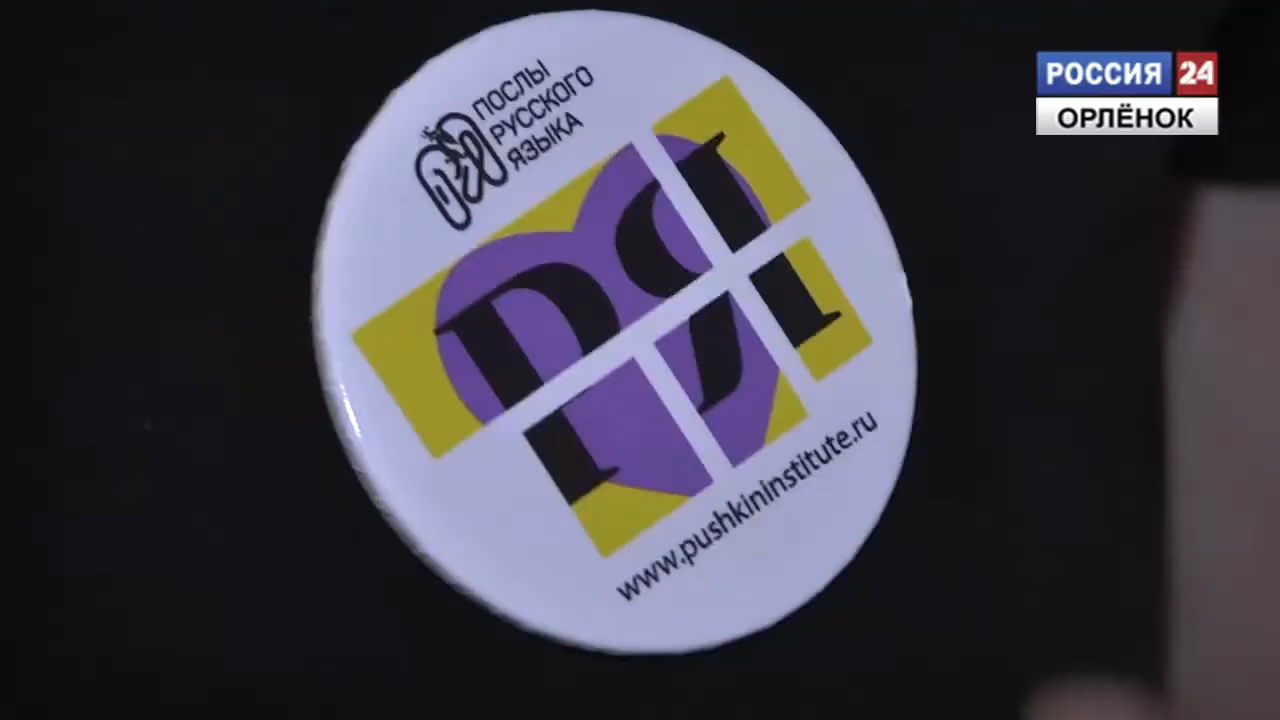 ПОСЛЫ
РУССКОГО
ЯЗЫКА
РЯ
www.pushkininstitute.ru
РОССИЯ 24
ОРЛЁНОК